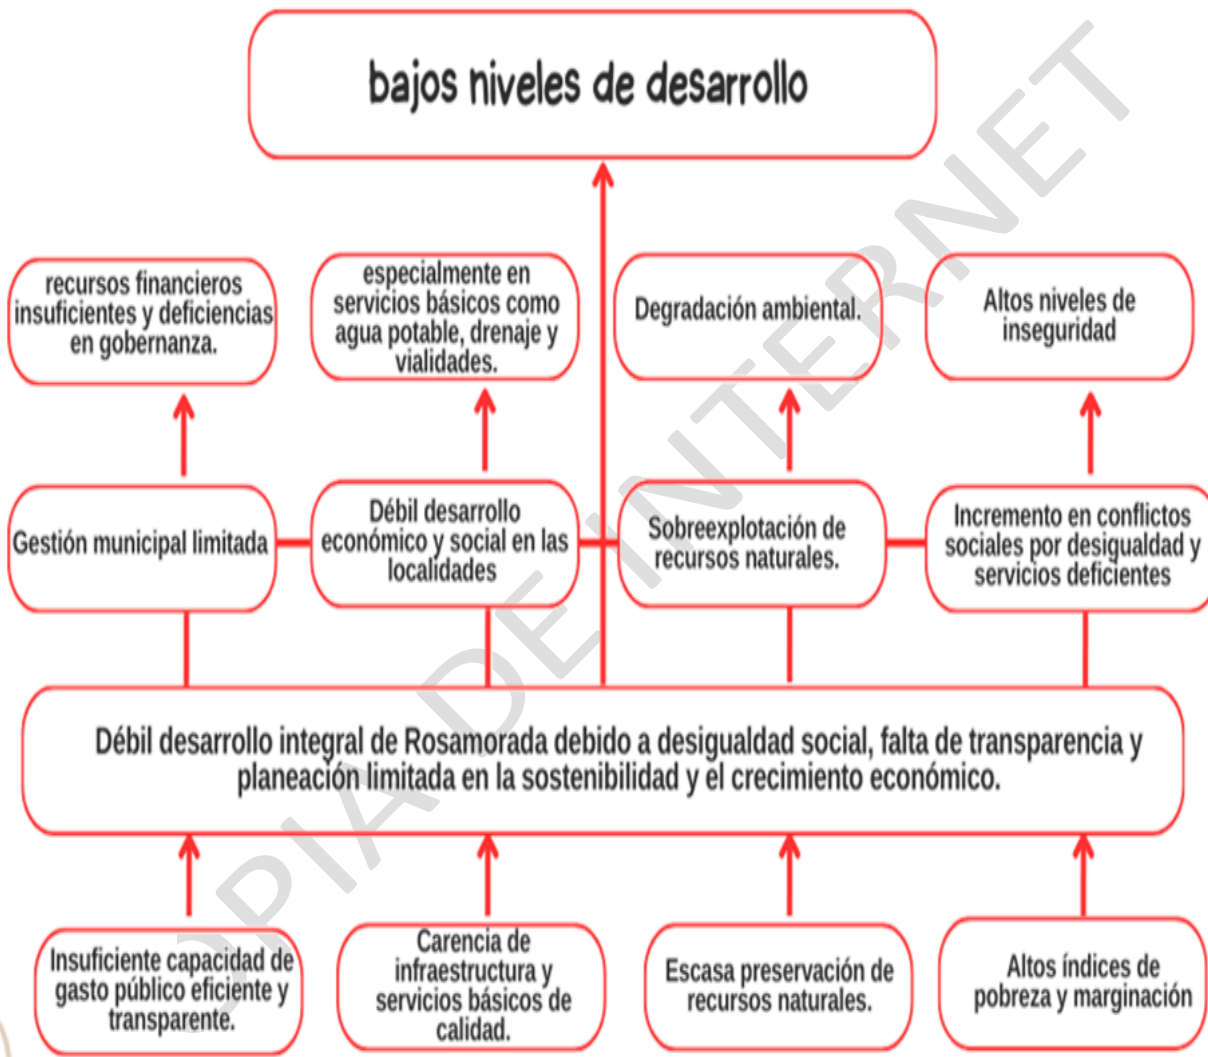 bajos niveles de desarrollo
recursos financieros
insuficientes y deficiencias
en gobernanza.
especialmente en
servicios básicos como
agua potable, drenaje y
vialidades.
Degradación ambiental.
Altos niveles de
inseguridad
Gestión municipal limitada
Débil desarrollo
económico y social en las
localidades
Sobreexplotación de
recursos naturales.
Incremento en conflictos
sociales por desigualdad y
servicios deficientes
Débil desarrollo integral de Rosamorada debido a desigualdad social, falta de transparencia y
planeación limitada en la sostenibilidad y el crecimiento económico.
Insuficiente capacidad de
gasto público eficiente y
transparente.
Carencia de
infraestructura y
servicios básicos de
calidad.
Escasa preservación de
recursos naturales.
Altos índices de
pobreza y marginación
OPIA DE INTERNET